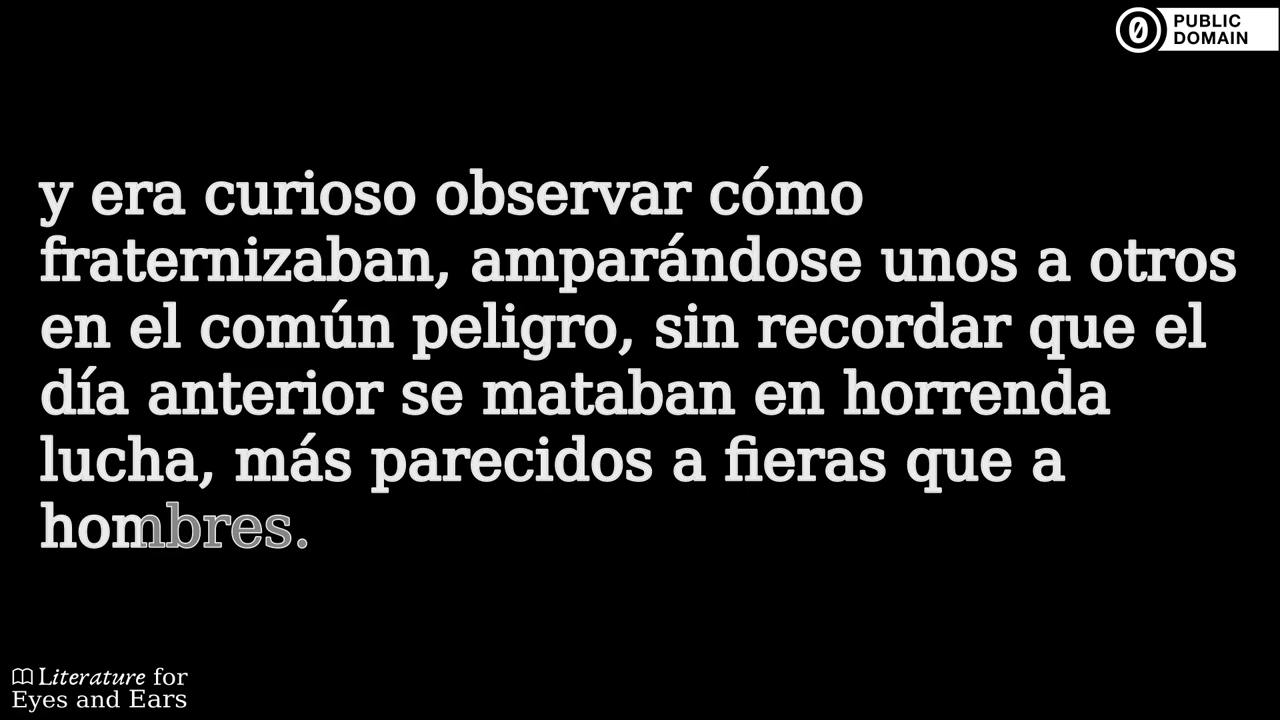 PUBLIC
DOMAIN
y era curioso observar cómo
fraternizaban, amparándose unos a otros
en el común peligro, sin recordar que el
día anterior se mataban en horrenda
lucha, más parecidos a fieras que a
hombres.
Literature for
Eyes and Ears